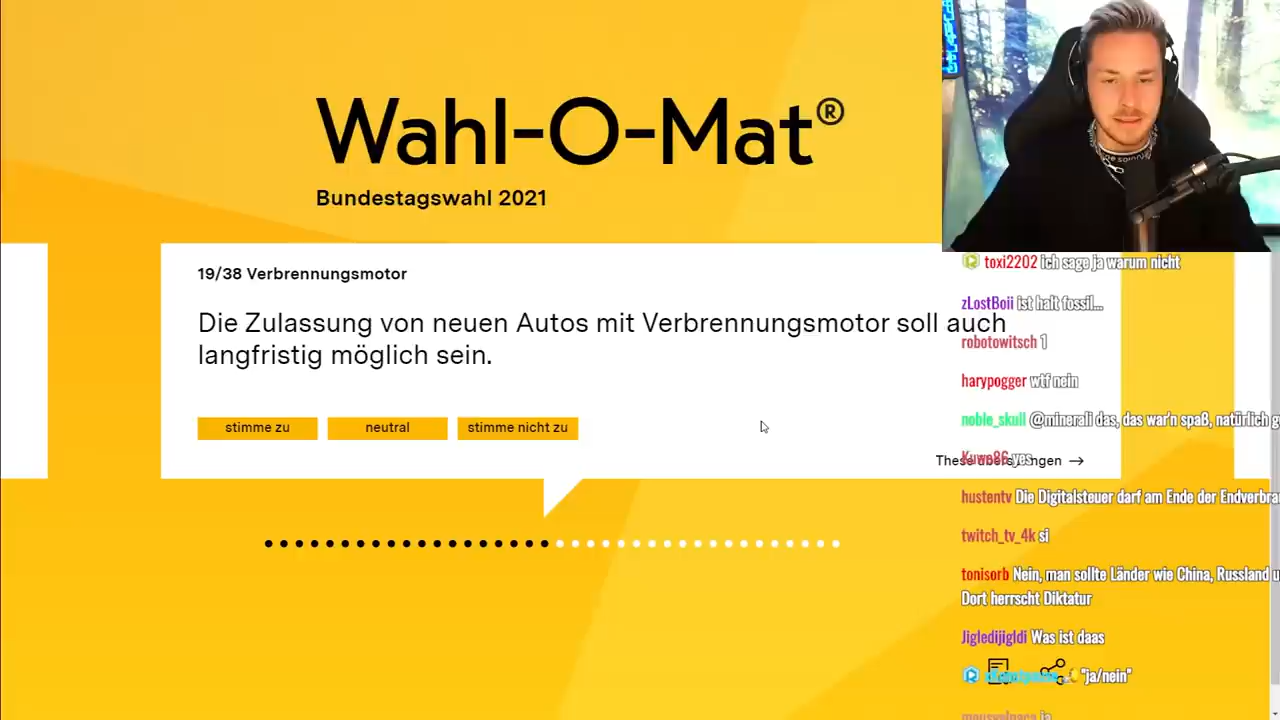 Wahl-O-Mat®
Bundestagswahl 2021
19/38 Verbrennungsmotor
Die Zulassung von neuen Autos mit Verbrennungsmotor soll auch
langfristig möglich sein.
stimme zu
neutral
stimme nicht zu
toxi2202 ich sage ja warum nicht
zLostBoii ist halt fossil...
robotowitsch 1
harypogger wtf nein
noble_skull @minerali das, das war'n spaß, natürlich g
Kuwe86 yes
hustentv Die Digitalsteuer darf am Ende der Endverbra
twitch_tv_4k si
tonisorb Nein, man sollte Länder wie China, Russland u
Dort herrscht Diktatur
Jigledijigldi Was ist daas
"ja/nein"